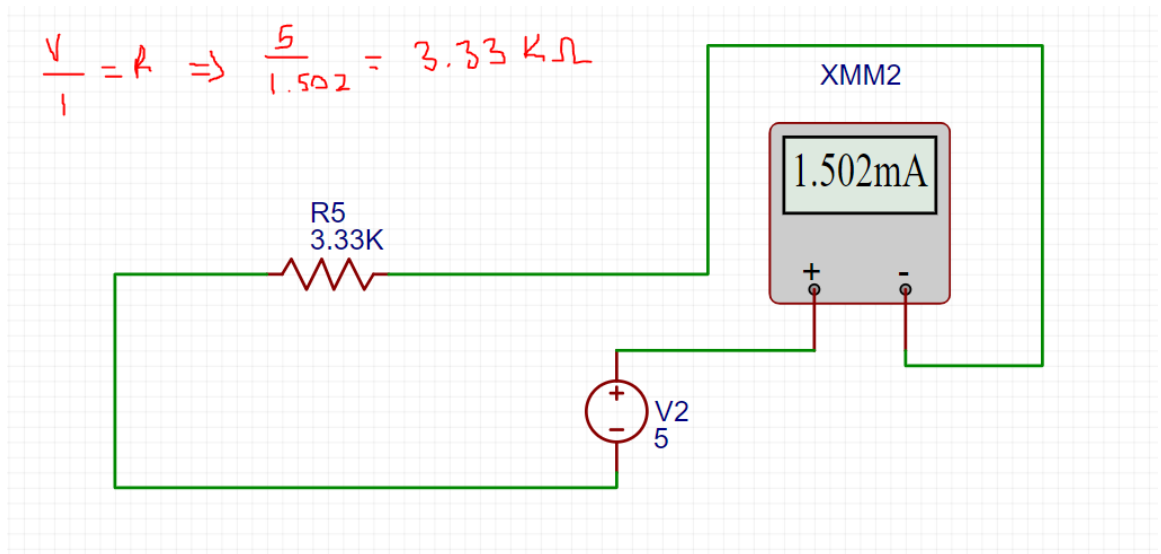 V/I = R => 5/1.502 = 3.33 KΩ
XMM2
1.502mA
+ -
R5
3.33K
+
V2
−
5